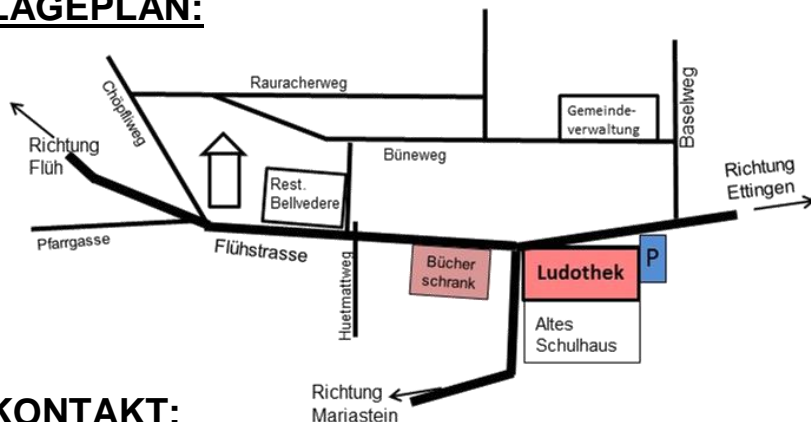 LAGEPLAN:
Rauracherweg
Chöpfliweg
Gemeinde-
verwaltung
Baselweg
Richtung
Flüh
Büneweg
Richtung
Ettingen
Rest.
Bellvedere
Pfarrgasse
Flühstrasse
Huetmattweg
Bücher
schrank
Ludothek
P
Altes
Schulhaus
Richtung
Mariastein
KONTAKT: